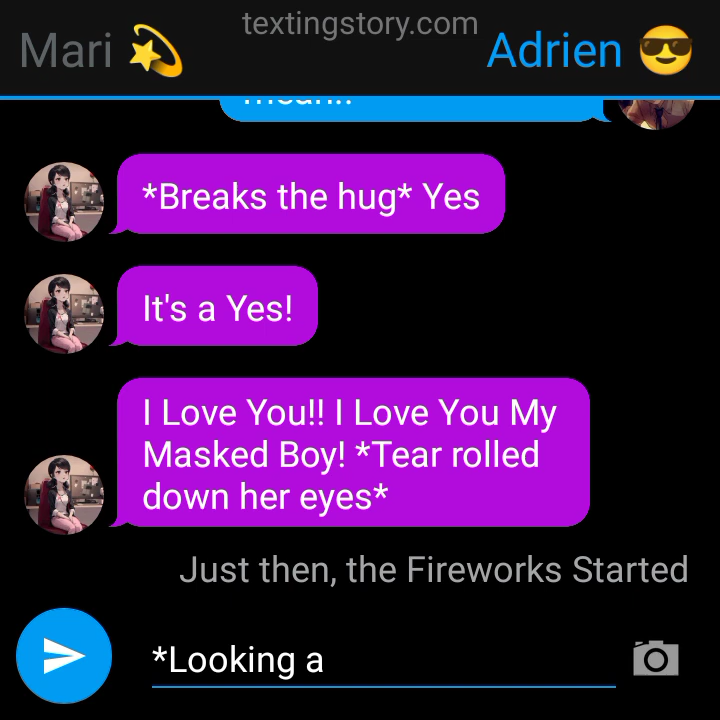 textingstory.com
Mari 💫
Adrien 😎
mean!!
*Breaks the hug* Yes
It's a Yes!
I Love You!! I Love You My
Masked Boy! *Tear rolled
down her eyes*
Just then, the Fireworks Started
*Looking a